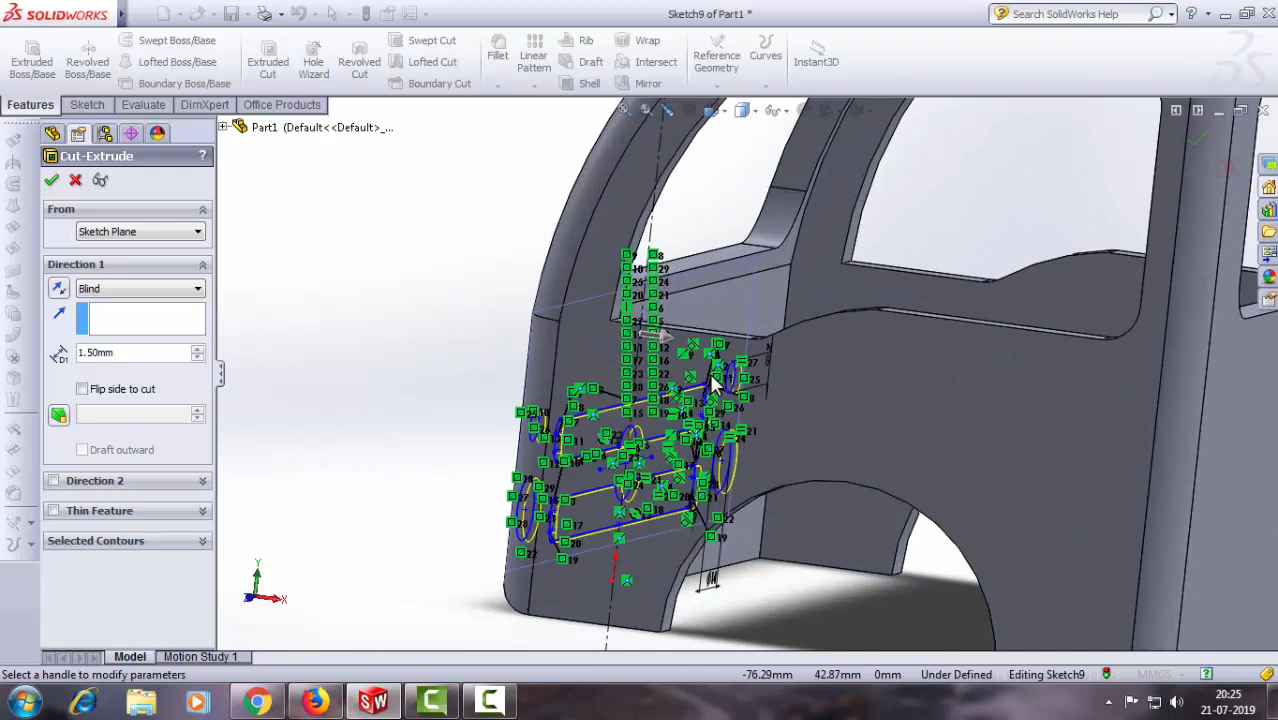 SOLIDWORKS
Sketch9 of Part1 *
Search SolidWorks Help
Extruded Boss/Base
Revolved Boss/Base
Swept Boss/Base
Lofted Boss/Base
Boundary Boss/Base
Extruded Cut
Hole Wizard
Revolved Cut
Swept Cut
Lofted Cut
Boundary Cut
Fillet
Linear Pattern
Rib
Draft
Shell
Wrap
Intersect
Mirror
Reference Geometry
Curves
Instant3D
Features
Sketch
Evaluate
DimXpert
Office Products
Part1 (Default<<Default>_...
Cut-Extrude
?
From
Sketch Plane
Direction 1
Blind
1.50mm
Flip side to cut
Draft outward
Direction 2
Thin Feature
Selected Contours
Y
X
Z
Model
Motion Study 1
Select a handle to modify parameters
-76.29mm
42.87mm
0mm
Under Defined
Editing Sketch9
MMGS
?
20:25
21-07-2019